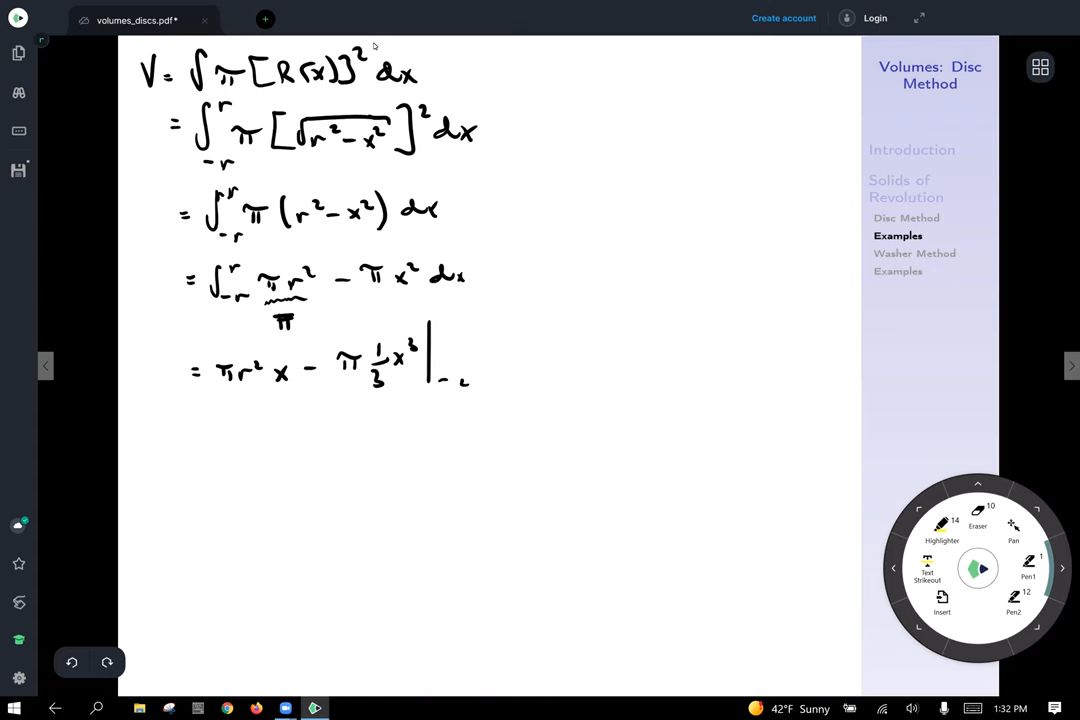 volumes_discs.pdf*
Create account
Login
V = ∫ π [R(x)]² dx
= ∫_{-r}^{r} π [√(r² - x²)]² dx
= ∫_{-r}^{r} π (r² - x²) dx
= ∫_{-r}^{r} πr² - πx² dx
π
= πr² x - π 1/3 x³ |
Volumes: Disc
Method
Introduction
Solids of
Revolution
Disc Method
Examples
Washer Method
Examples
10
Eraser
14
Highlighter
Pan
Text
Strikeout
1
Pen1
Insert
12
Pen2
42°F Sunny
1:32 PM